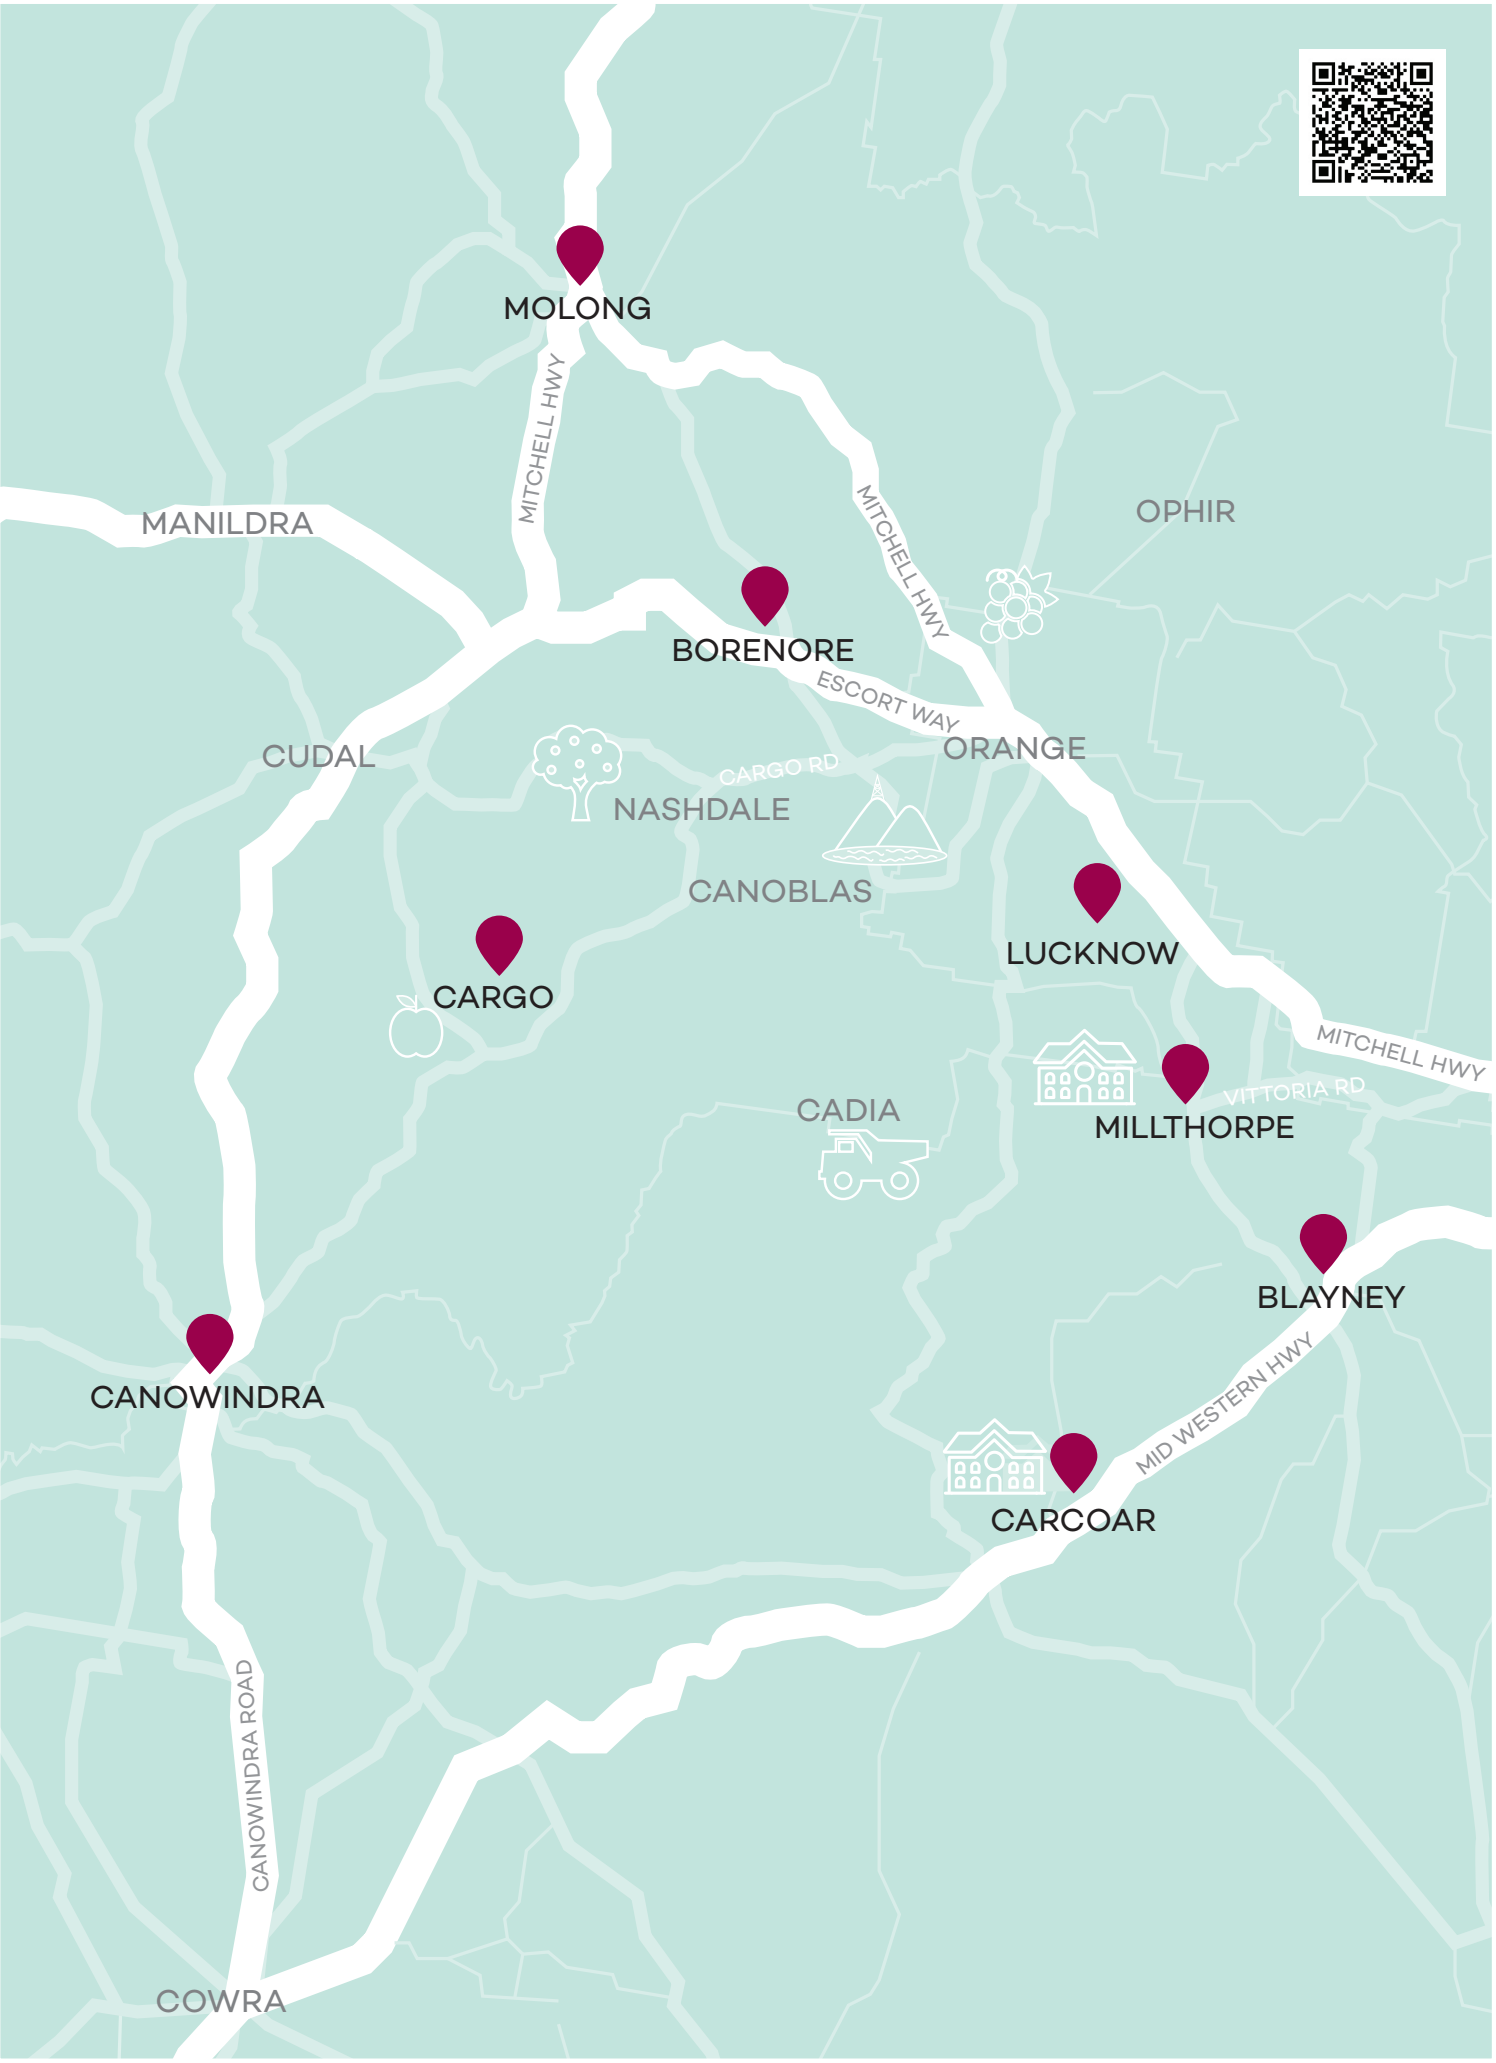 MOLONG
MITCHELL HWY
MITCHELL HWY
OPHIR
MANILDRA
BORENORE
ESCORT WAY
ORANGE
CUDAL
CARGO RD
NASHDALE
CANOBLAS
LUCKNOW
CARGO
MITCHELL HWY
VITTORIA RD
CADIA
MILLTHORPE
BLAYNEY
MID WESTERN HWY
CANOWINDRA
CARCOAR
CANOWINDRA ROAD
COWRA